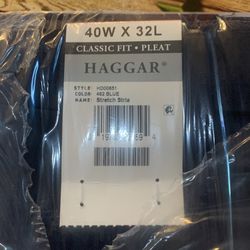 40W X 32L
CLASSIC FIT • PLEAT
HAGGAR®
STYLE: HD00651
COLOR: 462 BLUE
NAME: Stretch Stria